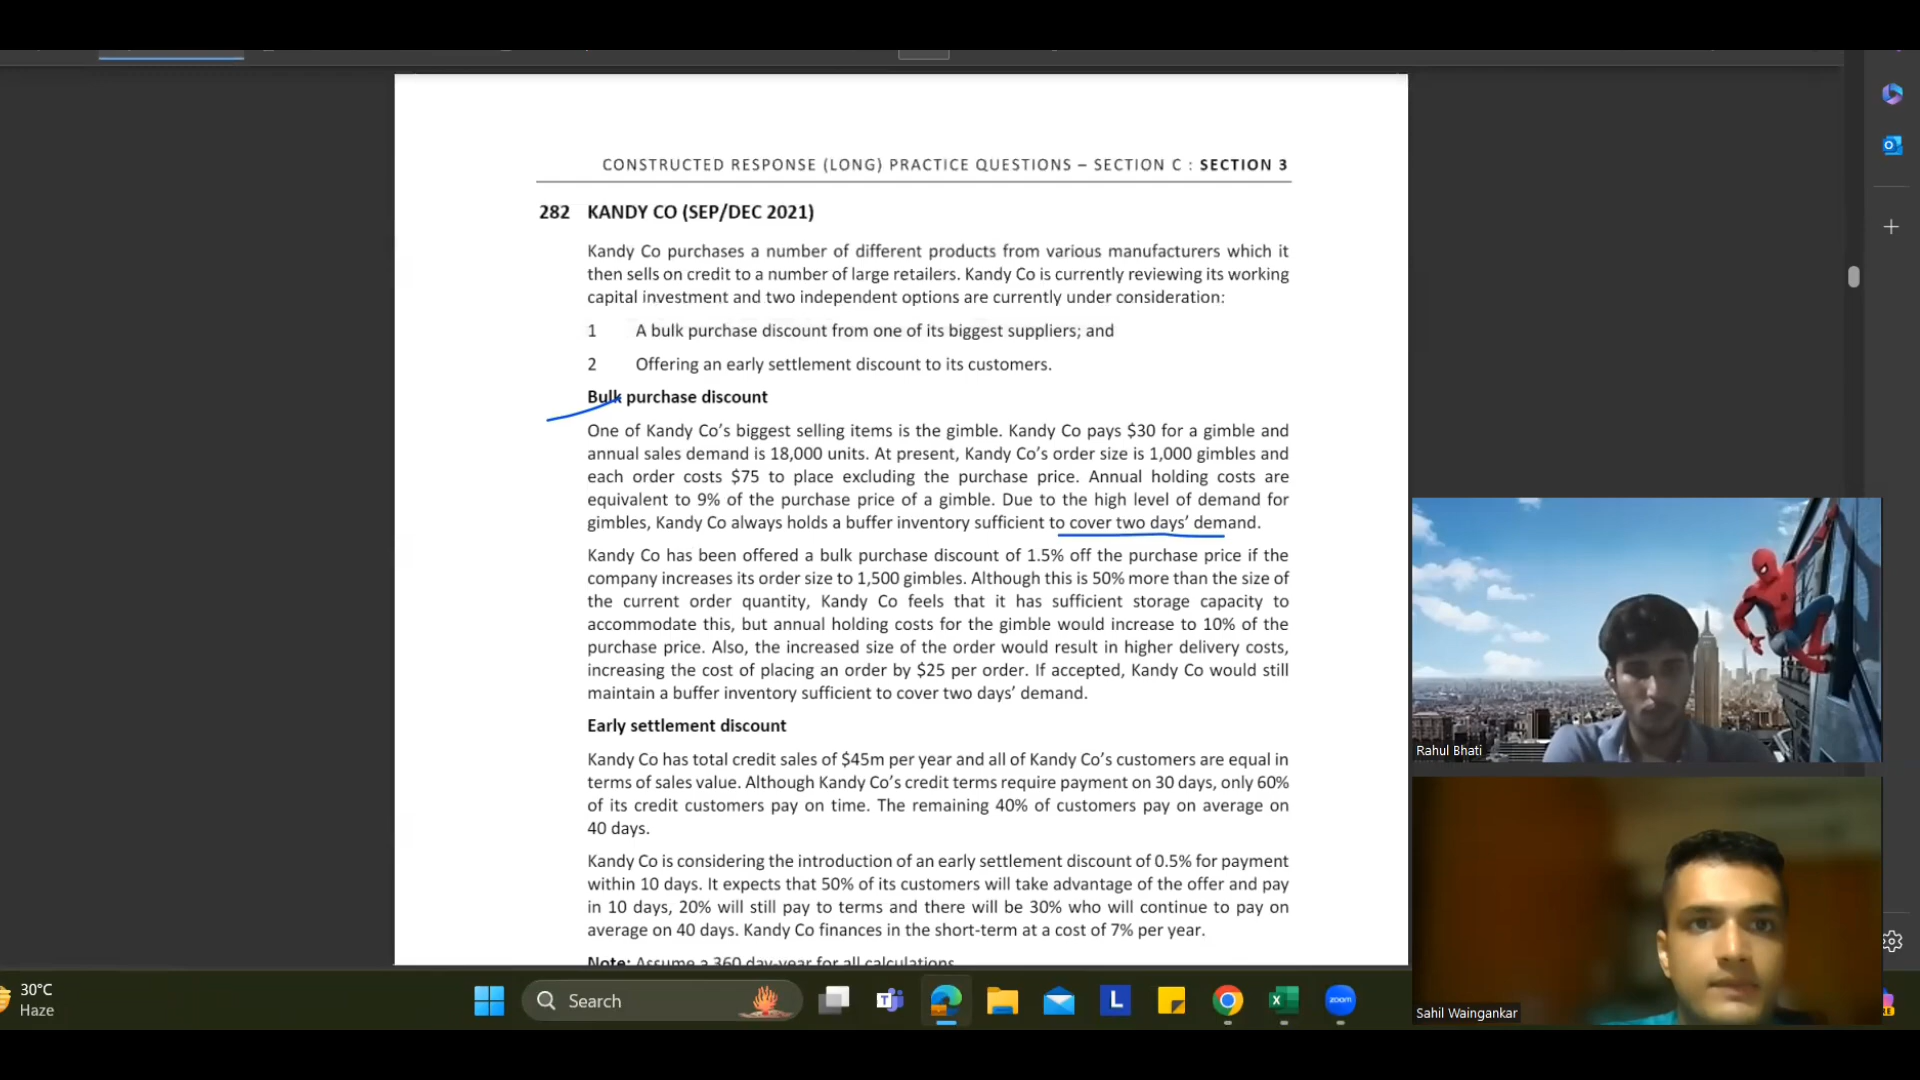 CONSTRUCTED RESPONSE (LONG) PRACTICE QUESTIONS – SECTION C : SECTION 3
282 KANDY CO (SEP/DEC 2021)
Kandy Co purchases a number of different products from various manufacturers which it
then sells on credit to a number of large retailers. Kandy Co is currently reviewing its working
capital investment and two independent options are currently under consideration:
1 A bulk purchase discount from one of its biggest suppliers; and
2 Offering an early settlement discount to its customers.
Bulk purchase discount
One of Kandy Co’s biggest selling items is the gimble. Kandy Co pays $30 for a gimble and
annual sales demand is 18,000 units. At present, Kandy Co’s order size is 1,000 gimbles and
each order costs $75 to place excluding the purchase price. Annual holding costs are
equivalent to 9% of the purchase price of a gimble. Due to the high level of demand for
gimbles, Kandy Co always holds a buffer inventory sufficient to cover two days’ demand.
Kandy Co has been offered a bulk purchase discount of 1.5% off the purchase price if the
company increases its order size to 1,500 gimbles. Although this is 50% more than the size of
the current order quantity, Kandy Co feels that it has sufficient storage capacity to
accommodate this, but annual holding costs for the gimble would increase to 10% of the
purchase price. Also, the increased size of the order would result in higher delivery costs,
increasing the cost of placing an order by $25 per order. If accepted, Kandy Co would still
maintain a buffer inventory sufficient to cover two days’ demand.
Early settlement discount
Kandy Co has total credit sales of $45m per year and all of Kandy Co’s customers are equal in
terms of sales value. Although Kandy Co’s credit terms require payment on 30 days, only 60%
of its credit customers pay on time. The remaining 40% of customers pay on average on
40 days.
Kandy Co is considering the introduction of an early settlement discount of 0.5% for payment
within 10 days. It expects that 50% of its customers will take advantage of the offer and pay
in 10 days, 20% will still pay to terms and there will be 30% who will continue to pay on
average on 40 days. Kandy Co finances in the short-term at a cost of 7% per year.
Note: Assume a 360 day-year for all calculations
Rahul Bhati
Sahil Waingankar
30°C
Haze
Search
zoom